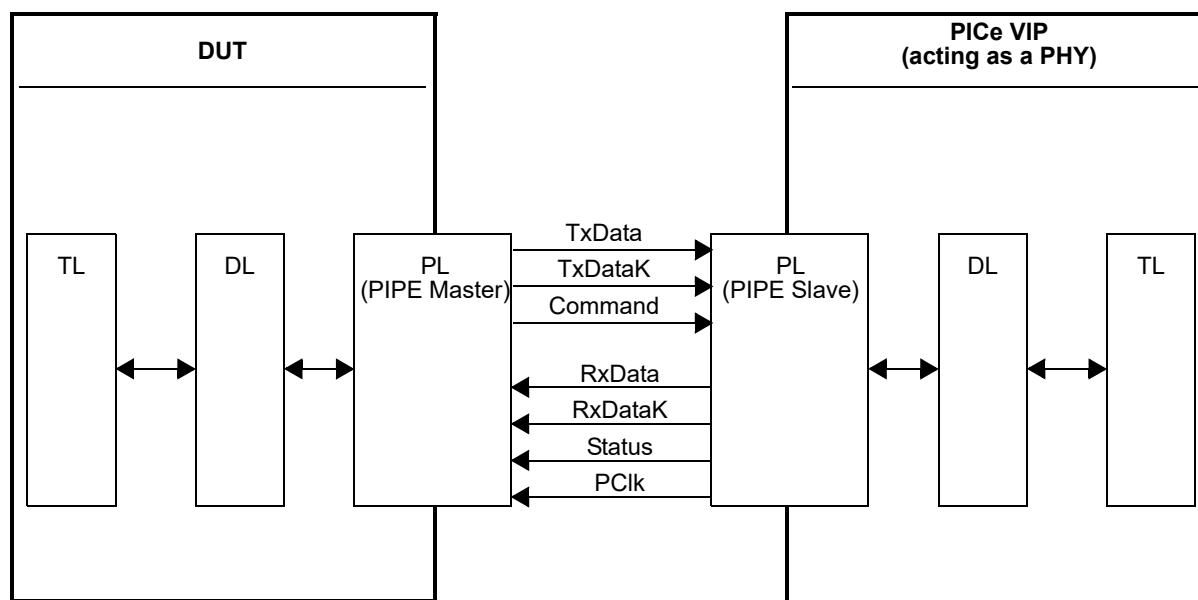 DUT
PICe VIP
(acting as a PHY)
TL
DL
PL
(PIPE Master)
TxData
TxDataK
Command
RxData
RxDataK
Status
PClk
PL
(PIPE Slave)
DL
TL